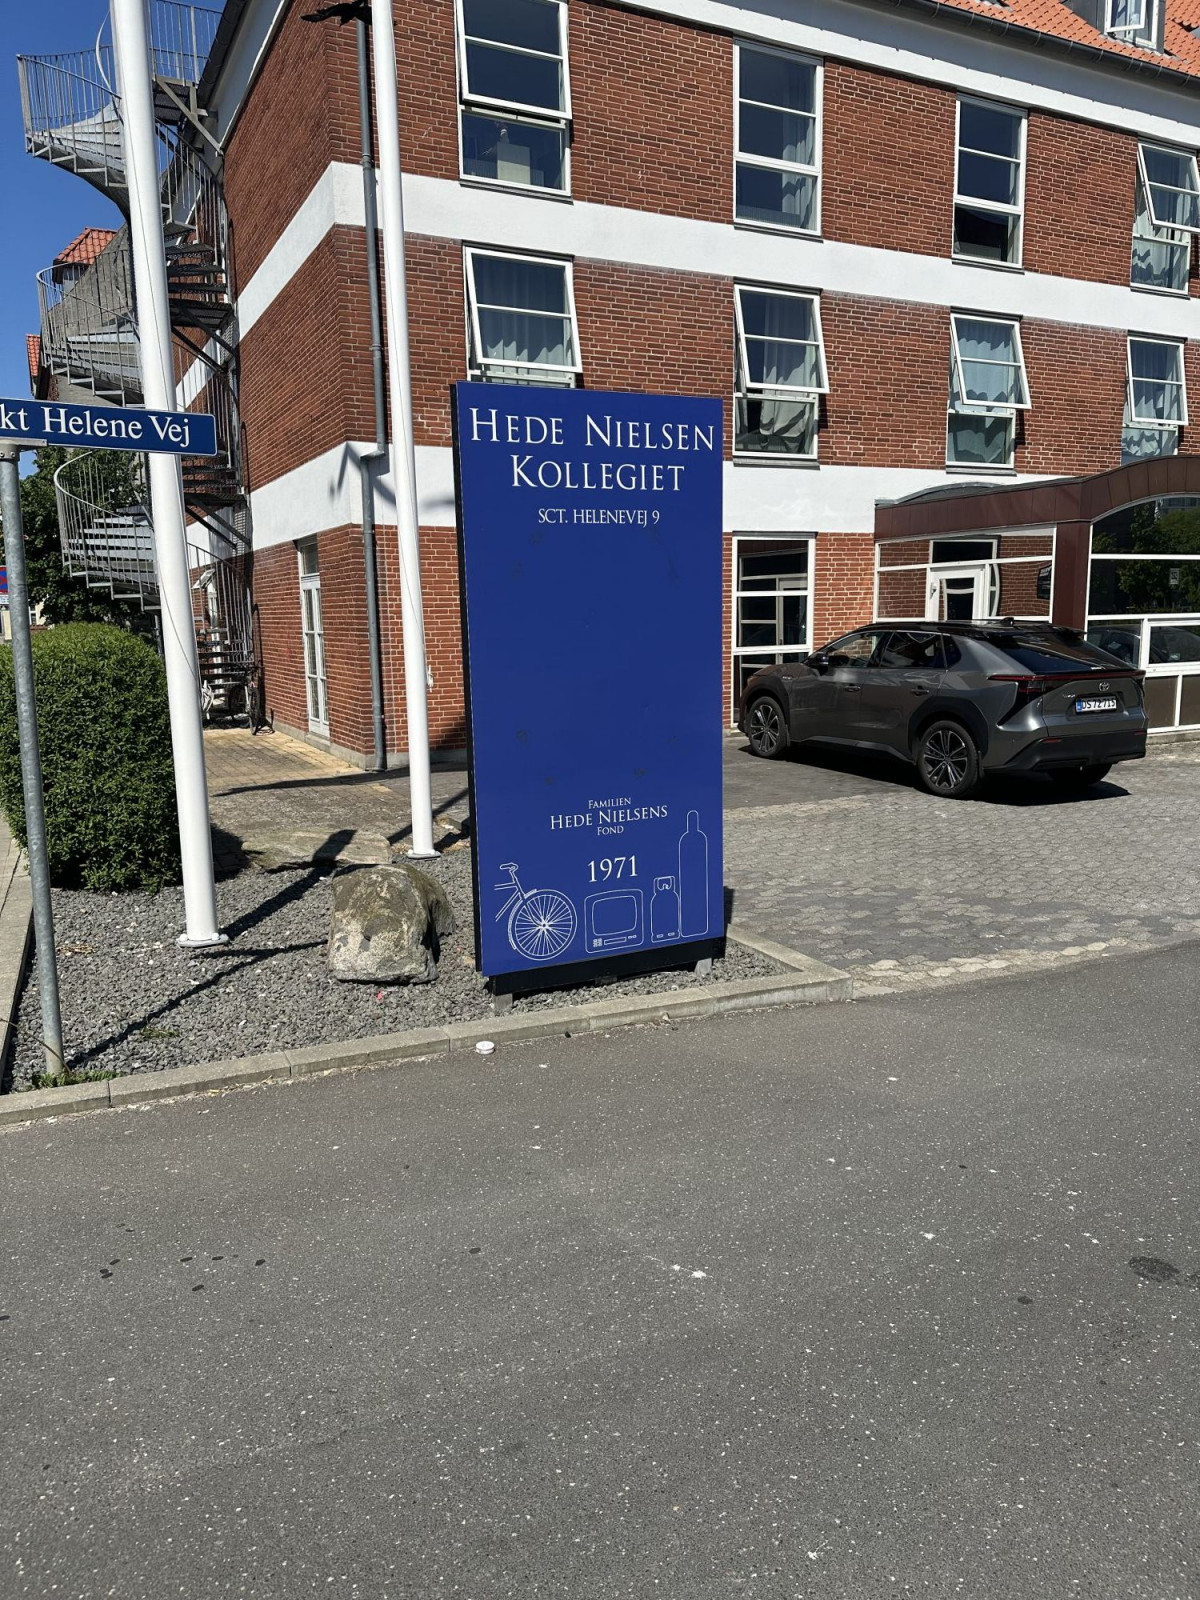 kt Helene Vej
HEDE NIELSEN
KOLLEGIET
SCT. HELENEVEJ 9
FAMILIEN
HEDE NIELSENS
FOND
1971